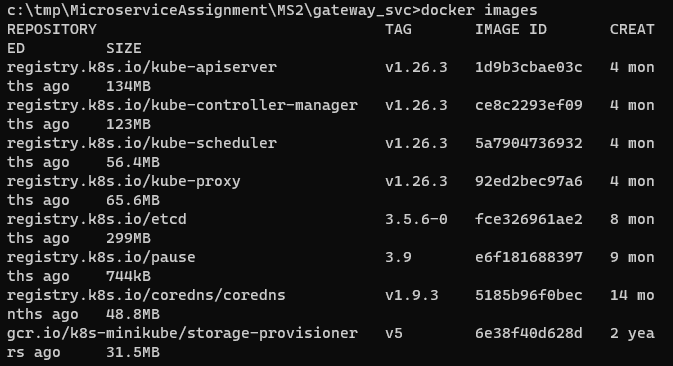 c:\tmp\MicroserviceAssignment\MS2\gateway_svc>docker images
REPOSITORY                                TAG       IMAGE ID       CREAT
ED       SIZE
registry.k8s.io/kube-apiserver            v1.26.3   1d9b3cbae03c   4 mon
ths ago    134MB
registry.k8s.io/kube-controller-manager   v1.26.3   ce8c2293ef09   4 mon
ths ago    123MB
registry.k8s.io/kube-scheduler            v1.26.3   5a7904736932   4 mon
ths ago    56.4MB
registry.k8s.io/kube-proxy                v1.26.3   92ed2bec97a6   4 mon
ths ago    65.6MB
registry.k8s.io/etcd                      3.5.6-0   fce326961ae2   8 mon
ths ago    299MB
registry.k8s.io/pause                     3.9       e6f181688397   9 mon
ths ago    744kB
registry.k8s.io/coredns/coredns           v1.9.3    5185b96f0bec   14 mo
nths ago   48.8MB
gcr.io/k8s-minikube/storage-provisioner   v5        6e38f40d628d   2 yea
rs ago     31.5MB